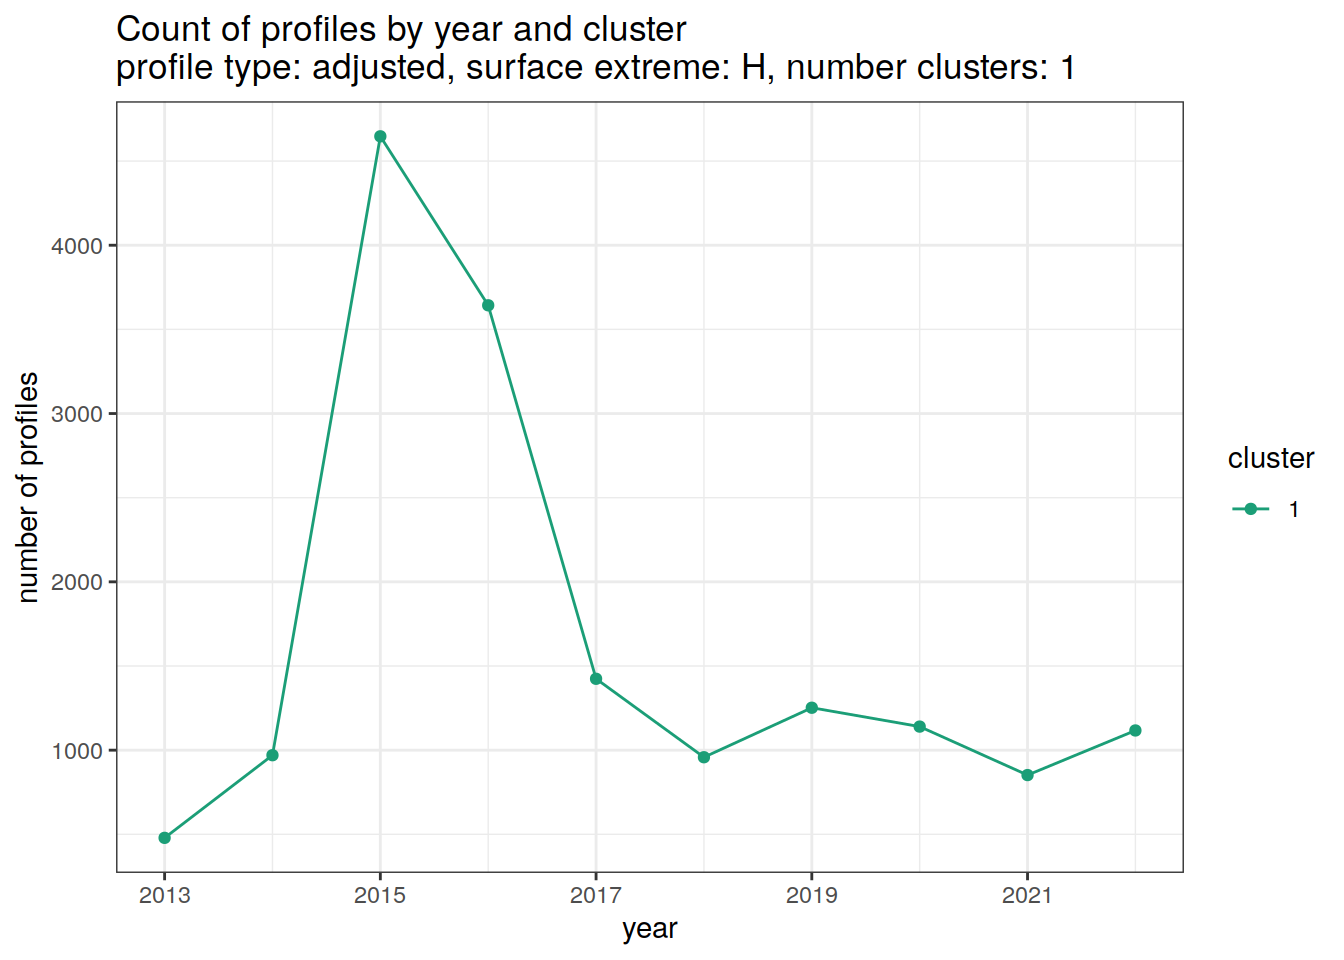 Count of profiles by year and cluster
profile type: adjusted, surface extreme: H, number clusters: 1
number of profiles
4000
3000
2000
1000
2013 2015 2017 2019 2021
year
cluster
1